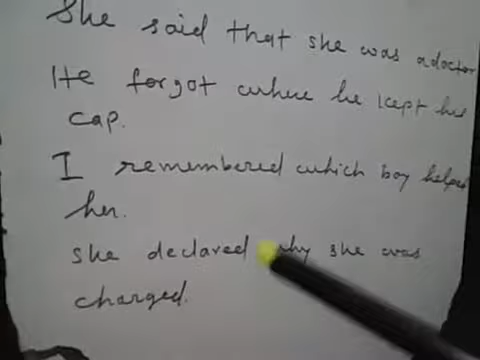 She said that she was a doctor
He forgot where he kept his
cap.
I remembered which boy helped
her.
she declared why she was
charged.